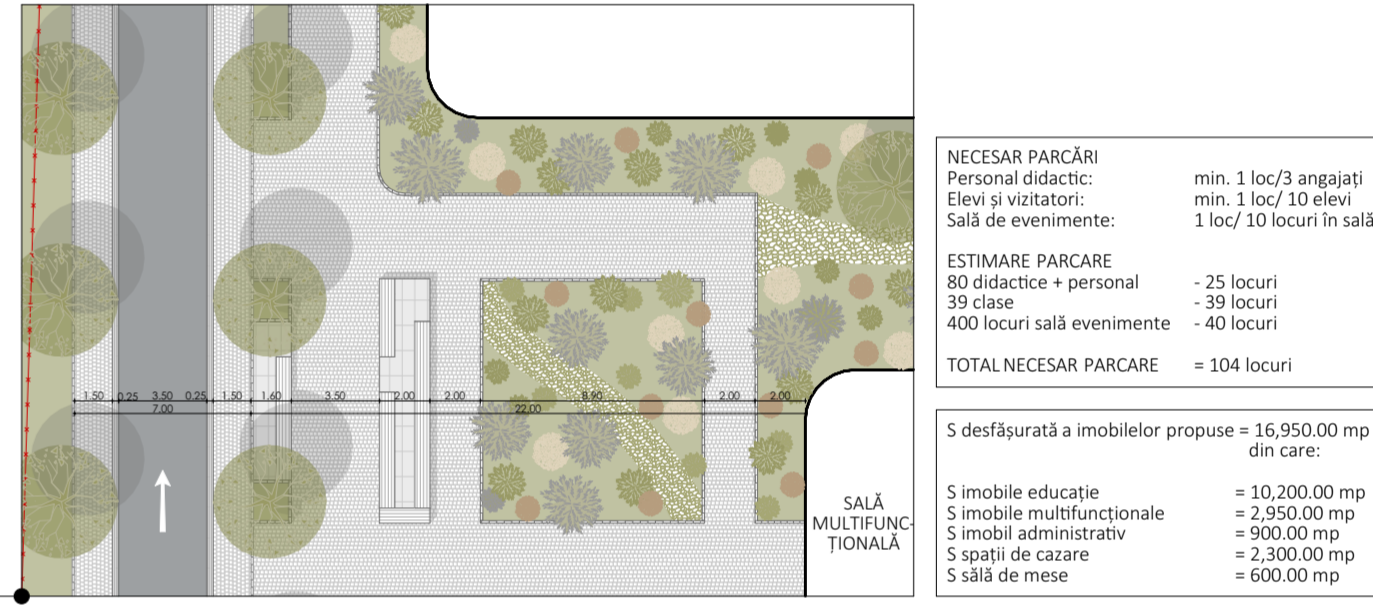 1.50 0.25 3.50 0.25 1.50 1.60 3.50 2.00 2.00 8.90 2.00 2.00
7.00 22.00
SALĂ
MULTIFUNC-
ȚIONALĂ
NECESAR PARCĂRI
Personal didactic: min. 1 loc/3 angajați
Elevi și vizitatori: min. 1 loc/ 10 elevi
Sală de evenimente: 1 loc/ 10 locuri în sală
ESTIMARE PARCARE
80 didactice + personal - 25 locuri
39 clase - 39 locuri
400 locuri sală evenimente - 40 locuri
TOTAL NECESAR PARCARE = 104 locuri
S desfășurată a imobilelor propuse = 16,950.00 mp
din care:
S imobile educație = 10,200.00 mp
S imobile multifuncționale = 2,950.00 mp
S imobil administrativ = 900.00 mp
S spații de cazare = 2,300.00 mp
S sălă de mese = 600.00 mp